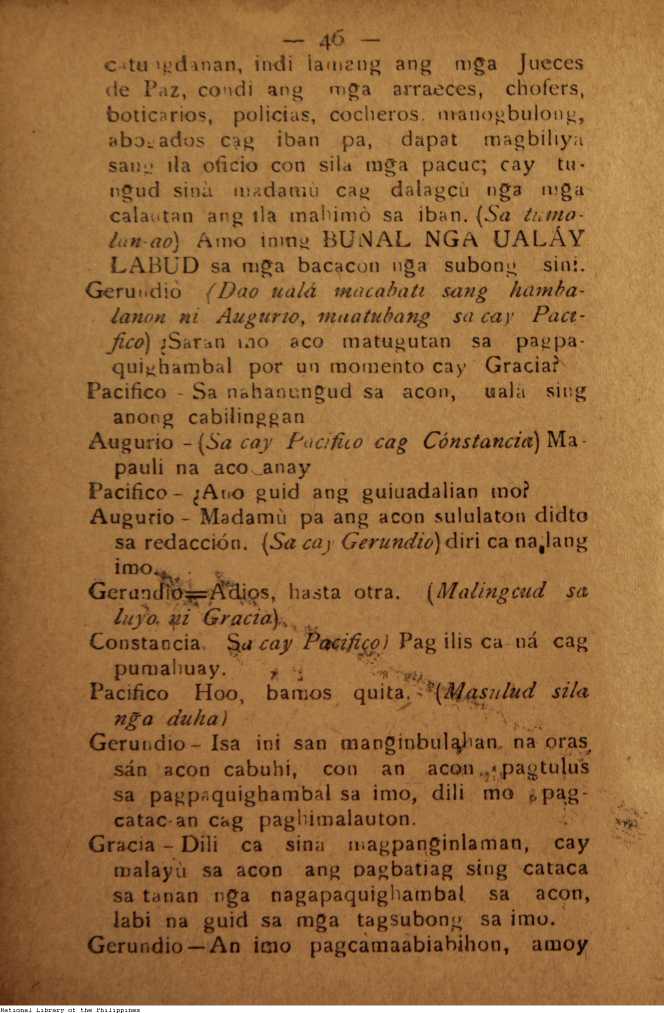 — 46 —
catungdanan, indi lamang ang mga Jueces
de Paz, condi ang mga arraeces, chofers,
boticarios, policias, cocheros, manogbulong,
abogados cag iban pa, dapat magbihya
sang ila oficio con sila mga pacuc; cay tu-
ngud sinà madamù cag dalagcù nga mga
calautan ang ila mahimò sa iban. (Sa tumo-
lan-ao) Amo ining BUNAL NGA UALÁY
LABUD sa mga bacacon nga subong sini.
Gerundio (Dao ualá macabati sang hamba-
lanon ni Augurio, maatubang sa cay Paci-
fico) ¿Saran mo aco matugutan sa pagpa-
quighambal por un momento cay Gracia?
Pacifico - Sa nahanungud sa acon, ualà sing
anong cabilinggan
Augurio - (Sa cay Pacifico cag Cónstancia) Ma-
pauli na aco anay
Pacifico - ¿Ano guid ang guiuadalian mo?
Augurio - Madamù pa ang acon sululaton didto
sa redacción. (Sa cay Gerundio) diri ca na lang
imo.
Gerundio = Adios, hasta otra. (Malingcud sa
luyo ni Gracia).
Constancia. Sa cay Pacifico) Pag ilis ca ná cag
pumahuay.
Pacifico Hoo, bamos quita. (Masulud sila
nga duha)
Gerundio - Isa ini san manginbulahan na oras
sán acon cabuhi, con an acon pagtulus
sa pagpaquighambal sa imo, dili mo pag-
catac-an cag paghimalauton.
Gracia - Dili ca sina magpanginlaman, cay
malayù sa acon ang pagbatiag sing cataca
sa tanan nga nagapaquighambal sa acon,
labi na guid sa mga tagsubong sa imo.
Gerundio — An imo pagcàmaabiabihon, amoy
National Library of the Philippines